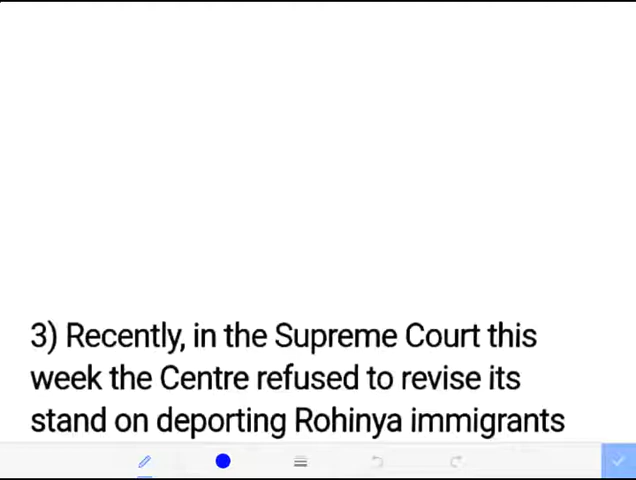 3) Recently, in the Supreme Court this
week the Centre refused to revise its
stand on deporting Rohinya immigrants